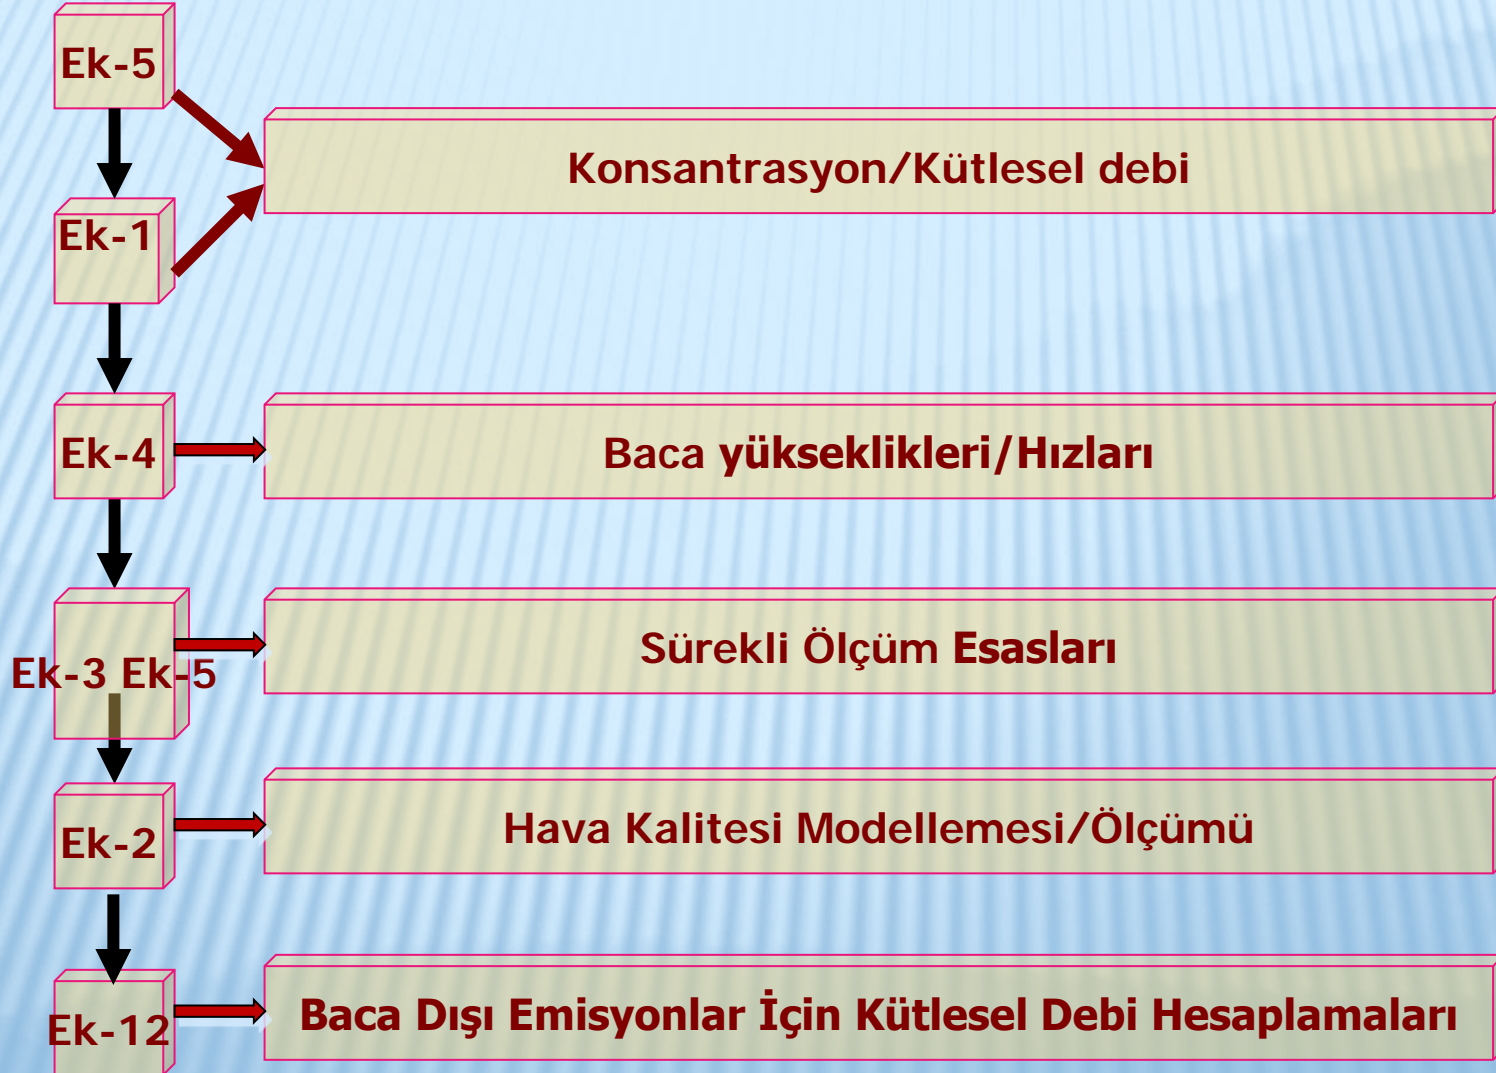 Ek-5
Konsantrasyon/Kütlesel debi
Ek-1
Ek-4
Baca yükseklikleri/Hızları
Sürekli Ölçüm Esasları
Ek-3 Ek-5
Hava Kalitesi Modellemesi/Ölçümü
Ek-2
Baca Dışı Emisyonlar İçin Kütlesel Debi Hesaplamaları
Ek-12